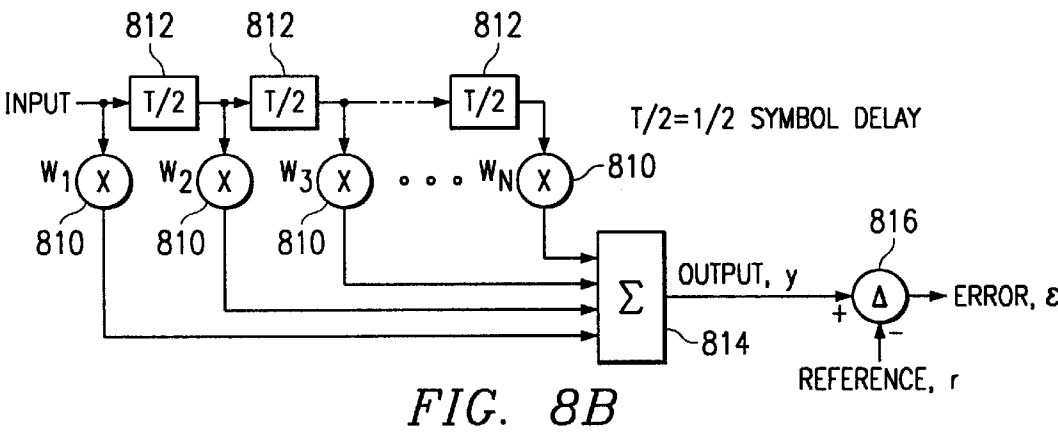 812 812 812
INPUT T/2 T/2 T/2
T/2=1/2 SYMBOL DELAY
W1 X W2 X W3 X WN X 810
810 810 810
816
Σ OUTPUT, y Δ ERROR, ε
+ −
814
REFERENCE, r
FIG. 8B